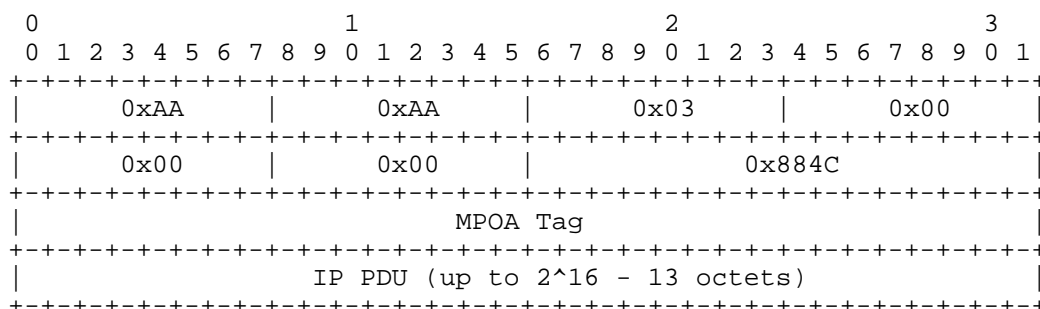 0                   1                   2                   3
 0 1 2 3 4 5 6 7 8 9 0 1 2 3 4 5 6 7 8 9 0 1 2 3 4 5 6 7 8 9 0 1
+-+-+-+-+-+-+-+-+-+-+-+-+-+-+-+-+-+-+-+-+-+-+-+-+-+-+-+-+-+-+-+-+
|      0xAA     |      0xAA     |      0x03     |      0x00     |
+-+-+-+-+-+-+-+-+-+-+-+-+-+-+-+-+-+-+-+-+-+-+-+-+-+-+-+-+-+-+-+-+
|      0x00     |      0x00     |             0x884C            |
+-+-+-+-+-+-+-+-+-+-+-+-+-+-+-+-+-+-+-+-+-+-+-+-+-+-+-+-+-+-+-+-+
|                           MPOA Tag                            |
+-+-+-+-+-+-+-+-+-+-+-+-+-+-+-+-+-+-+-+-+-+-+-+-+-+-+-+-+-+-+-+-+
|                  IP PDU (up to 2^16 - 13 octets)              |
+-+-+-+-+-+-+-+-+-+-+-+-+-+-+-+-+-+-+-+-+-+-+-+-+-+-+-+-+-+-+-+-+